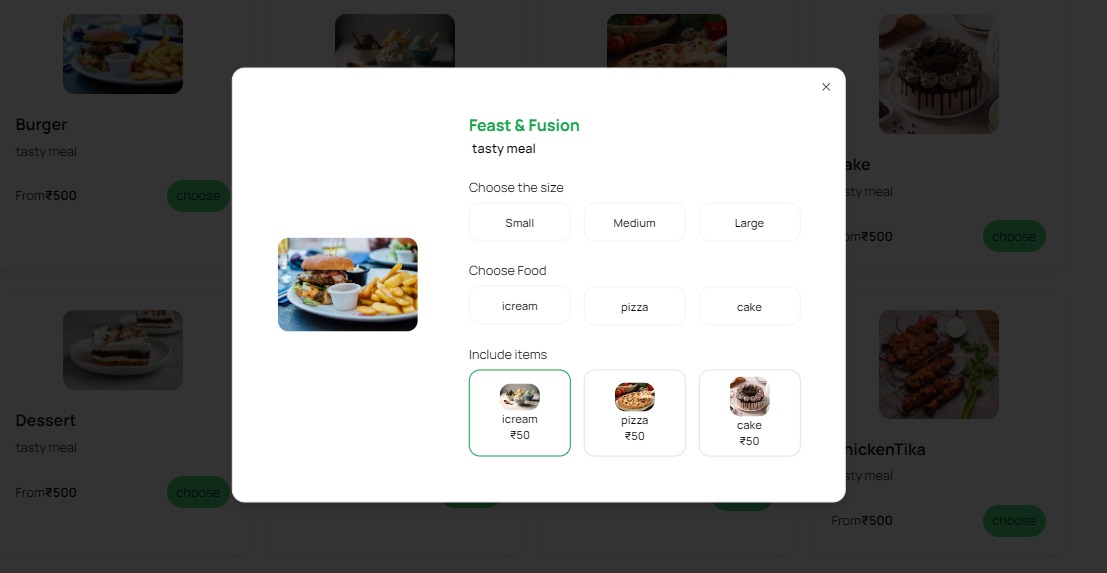 Burger
tasty meal
From₹500
choose
Feast & Fusion
tasty meal
Choose the size
Small
Medium
Large
Choose Food
icream
pizza
cake
Include items
icream
₹50
pizza
₹50
cake
₹50
ake
sty meal
om₹500
choose
Dessert
tasty meal
From₹500
choose
hickenTika
sty meal
From₹500
choose